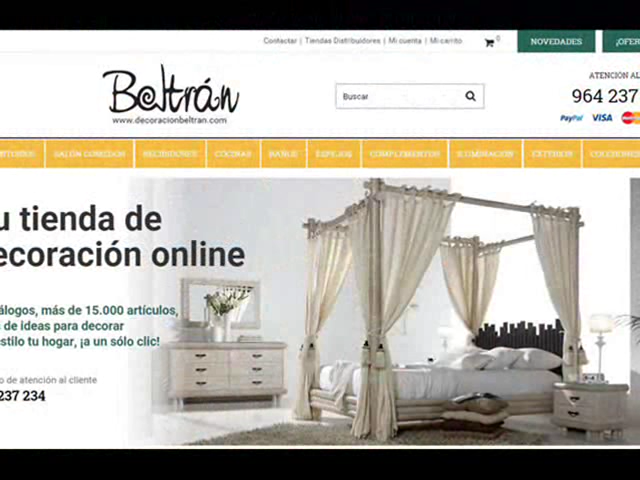 Contactar | Tiendas Distribuidores | Mi cuenta | Mi carrito
0
NOVEDADES
¡OFER
Beltrán
www.decoracionbeltran.com
Buscar
ATENCIÓN AL
964 237
PayPal VISA
SALÓN COMEDOR
RECIBIDORES
COCINAS
BAÑOS
ESPEJOS
COMPLEMENTOS
ILUMINACIÓN
EXTERIOR
COLECCIONES
u tienda de
ecoración online
álogos, más de 15.000 artículos,
s de ideas para decorar
estilo tu hogar, ¡a un sólo clic!
o de atención al cliente
237 234